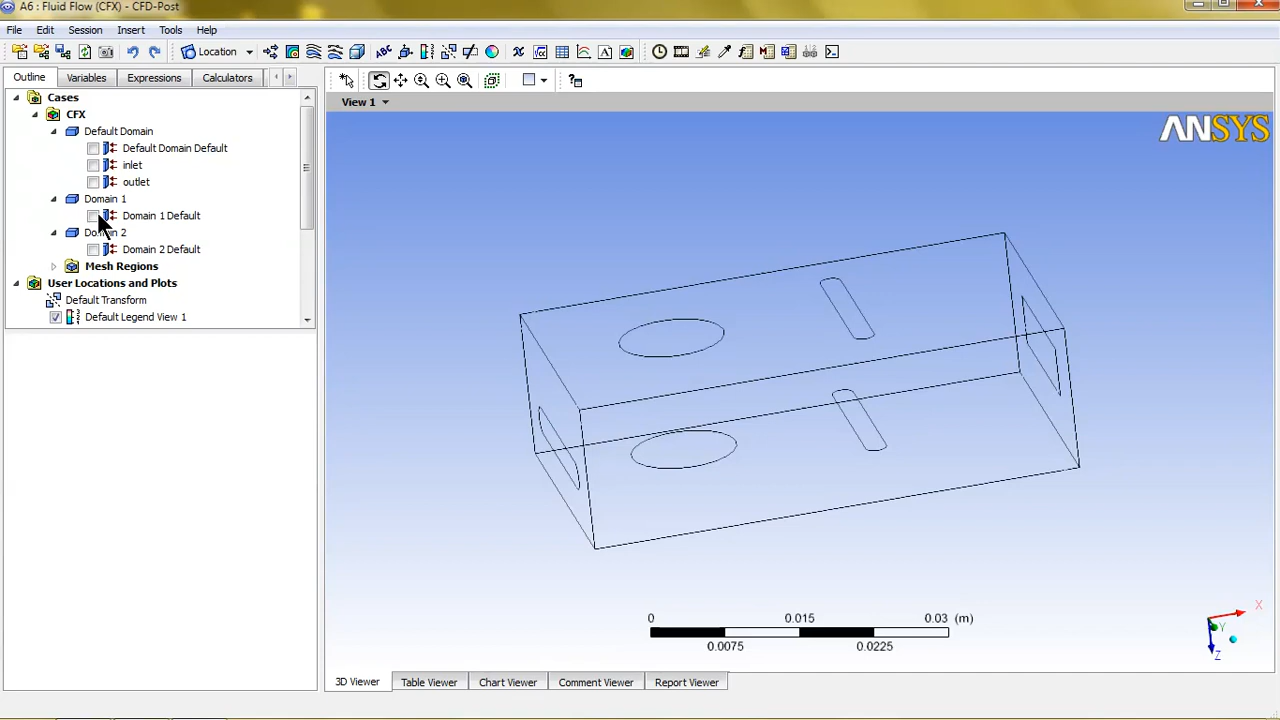 A6 : Fluid Flow (CFX) - CFD-Post
File Edit Session Insert Tools Help
Location
Outline Variables Expressions Calculators
View 1
Cases
CFX
Default Domain
Default Domain Default
inlet
outlet
Domain 1
Domain 1 Default
Domain 2
Domain 2 Default
Mesh Regions
User Locations and Plots
Default Transform
Default Legend View 1
ANSYS
0 0.015 0.03 (m)
0.0075 0.0225
X
Y
Z
3D Viewer Table Viewer Chart Viewer Comment Viewer Report Viewer